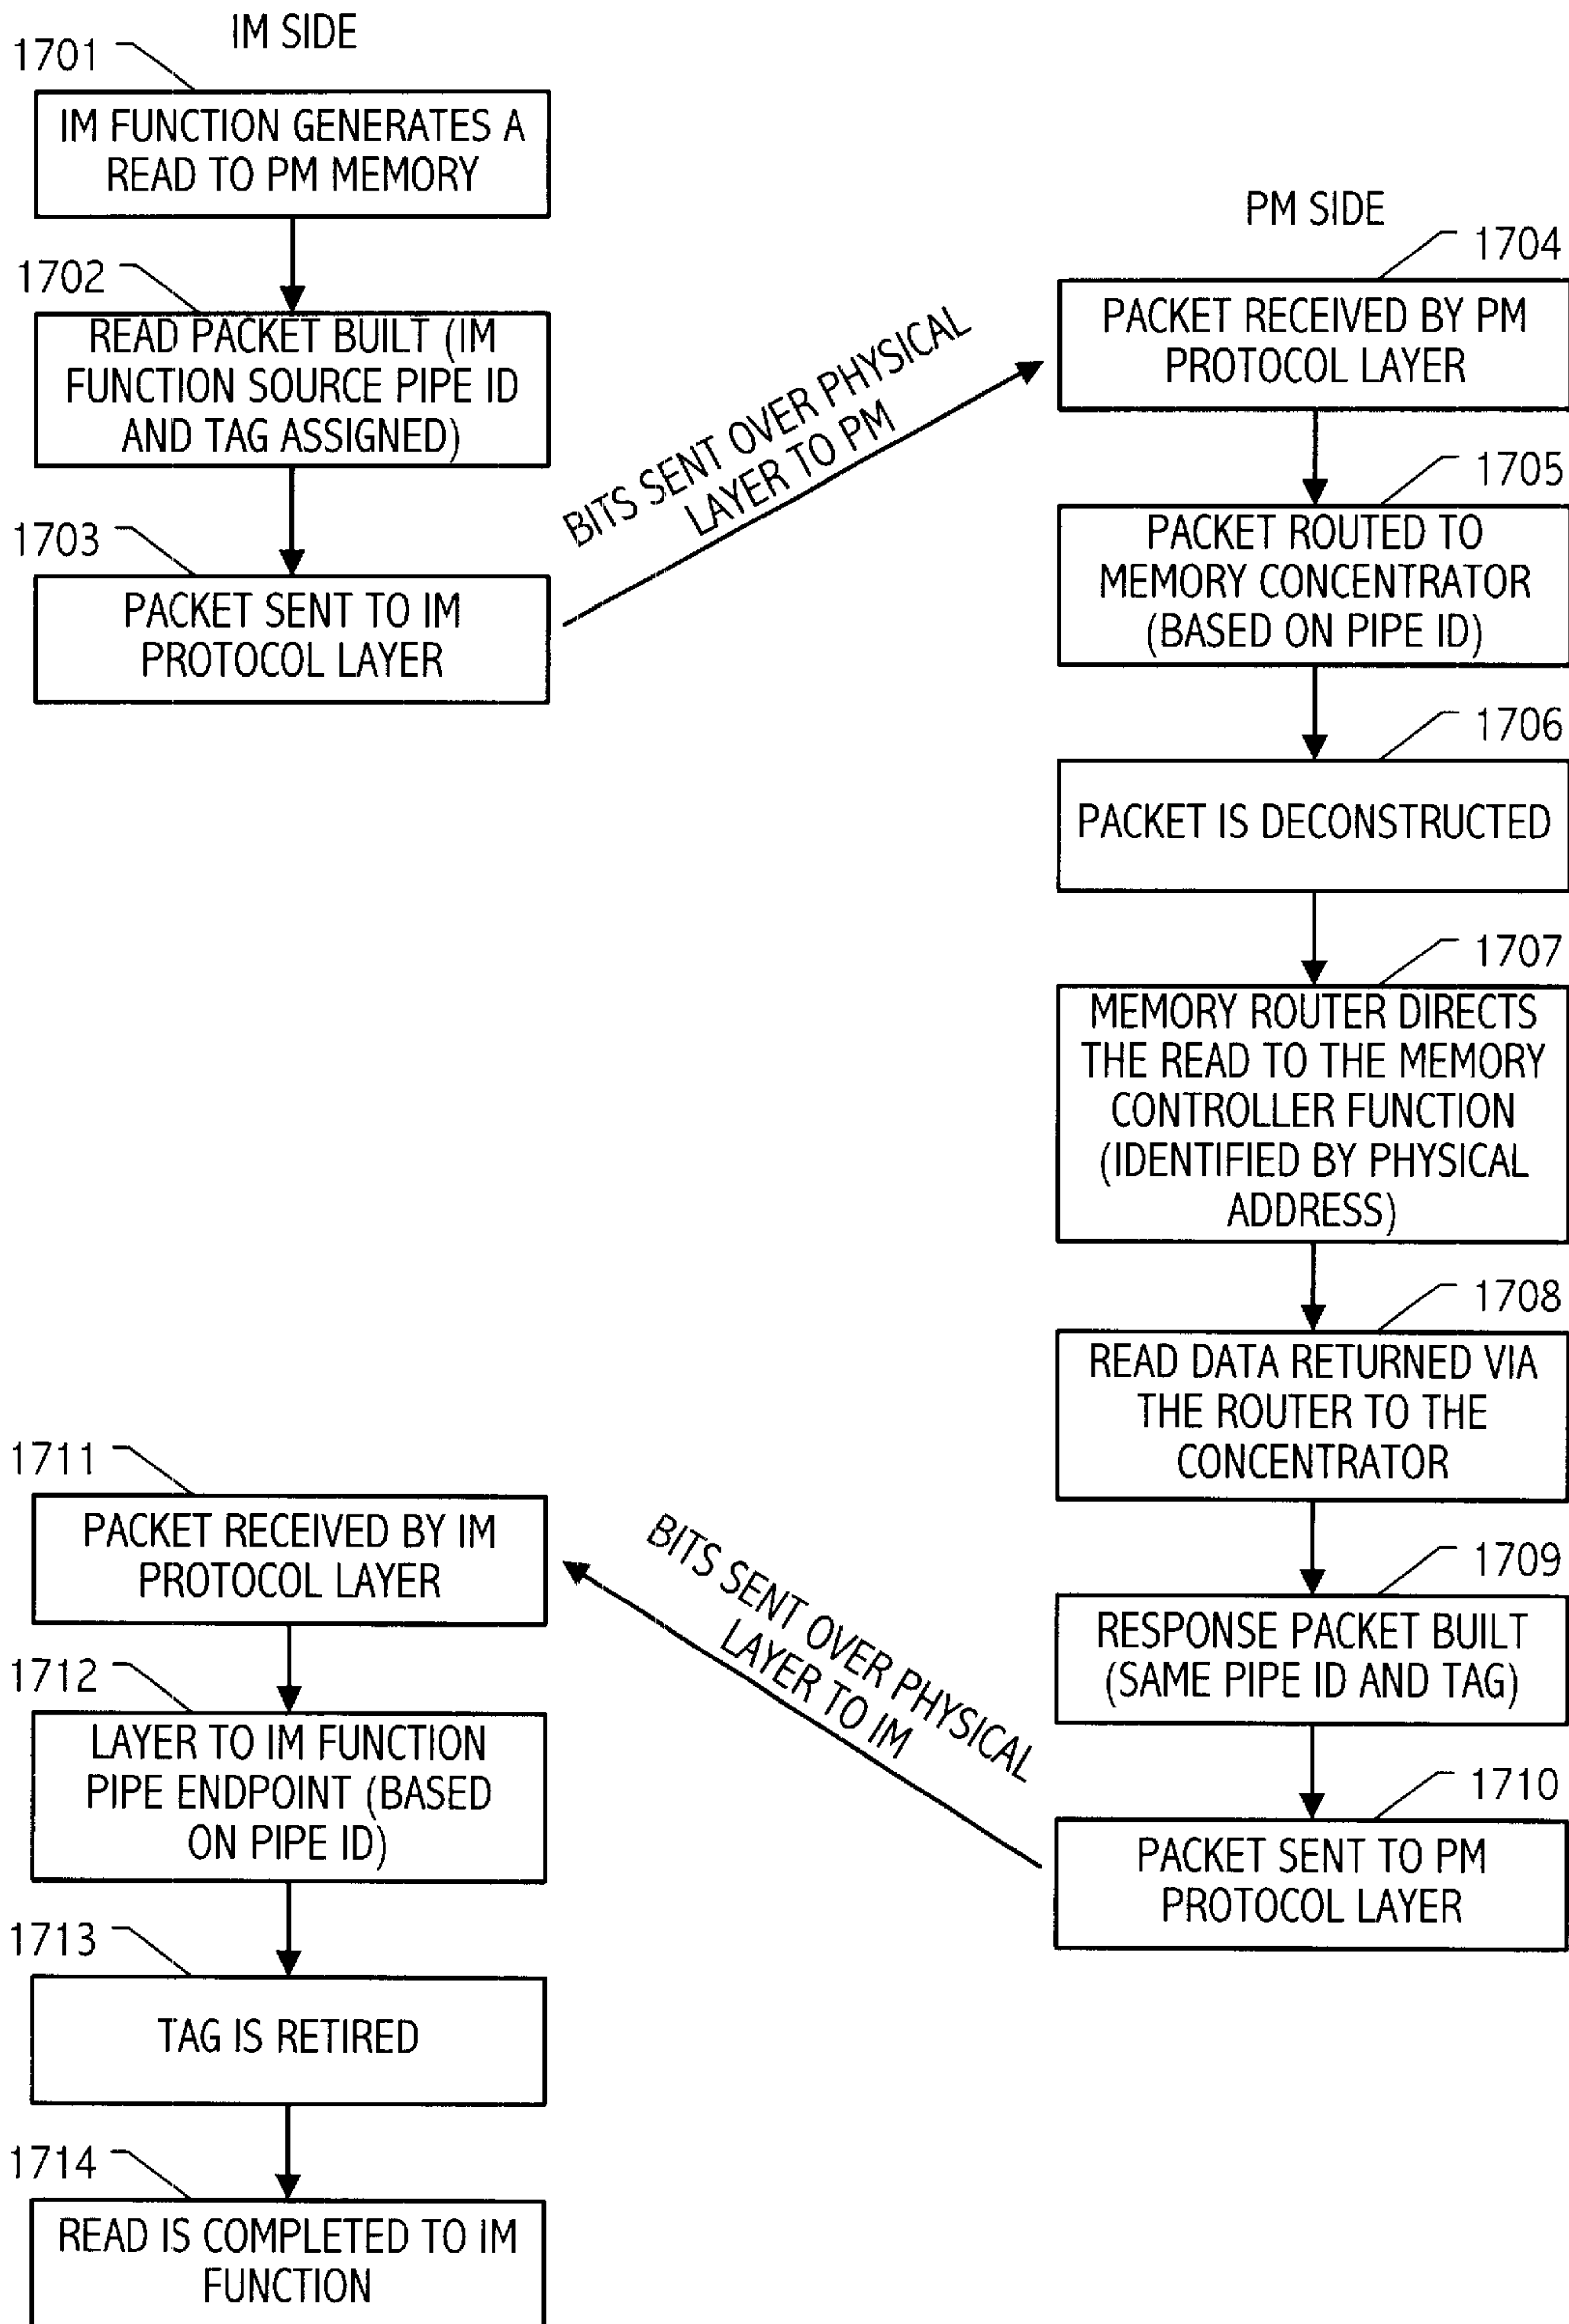 IM SIDE
1701
IM FUNCTION GENERATES A
READ TO PM MEMORY
1702
READ PACKET BUILT (IM
FUNCTION SOURCE PIPE ID
AND TAG ASSIGNED)
1703
PACKET SENT TO IM
PROTOCOL LAYER
BITS SENT OVER PHYSICAL
LAYER TO PM
PM SIDE
1704
PACKET RECEIVED BY PM
PROTOCOL LAYER
1705
PACKET ROUTED TO
MEMORY CONCENTRATOR
(BASED ON PIPE ID)
1706
PACKET IS DECONSTRUCTED
1707
MEMORY ROUTER DIRECTS
THE READ TO THE MEMORY
CONTROLLER FUNCTION
(IDENTIFIED BY PHYSICAL
ADDRESS)
1708
READ DATA RETURNED VIA
THE ROUTER TO THE
CONCENTRATOR
1709
RESPONSE PACKET BUILT
(SAME PIPE ID AND TAG)
1710
PACKET SENT TO PM
PROTOCOL LAYER
BITS SENT OVER PHYSICAL
LAYER TO IM
1711
PACKET RECEIVED BY IM
PROTOCOL LAYER
1712
LAYER TO IM FUNCTION
PIPE ENDPOINT (BASED
ON PIPE ID)
1713
TAG IS RETIRED
1714
READ IS COMPLETED TO IM
FUNCTION